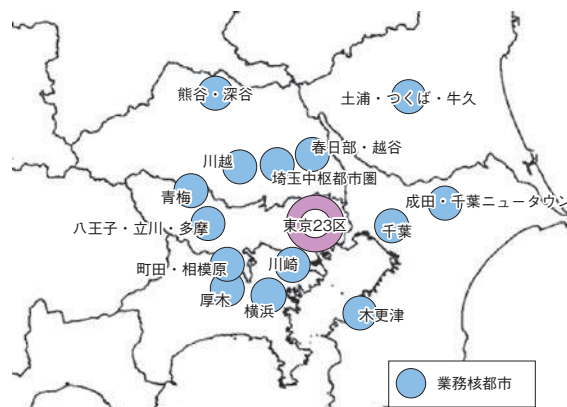 熊谷・深谷
土浦・つくば・牛久
春日部・越谷
川越
埼玉中枢都市圏
青梅
成田・千葉ニュータウン
八王子・立川・多摩
東京23区
千葉
町田・相模原
川崎
厚木
横浜
木更津
業務核都市